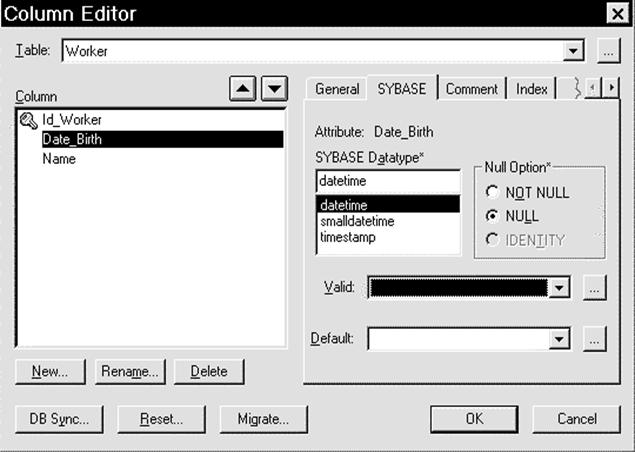 Column Editor
Table: Worker ...
Column
Id_Worker
Date_Birth
Name
New... Rename... Delete
General SYBASE Comment Index
Attribute: Date_Birth
SYBASE Datatype*
datetime
datetime
smalldatetime
timestamp
Null Option*
NOT NULL
NULL
IDENTITY
Valid: ...
Default: ...
DB Sync... Reset... Migrate... OK Cancel